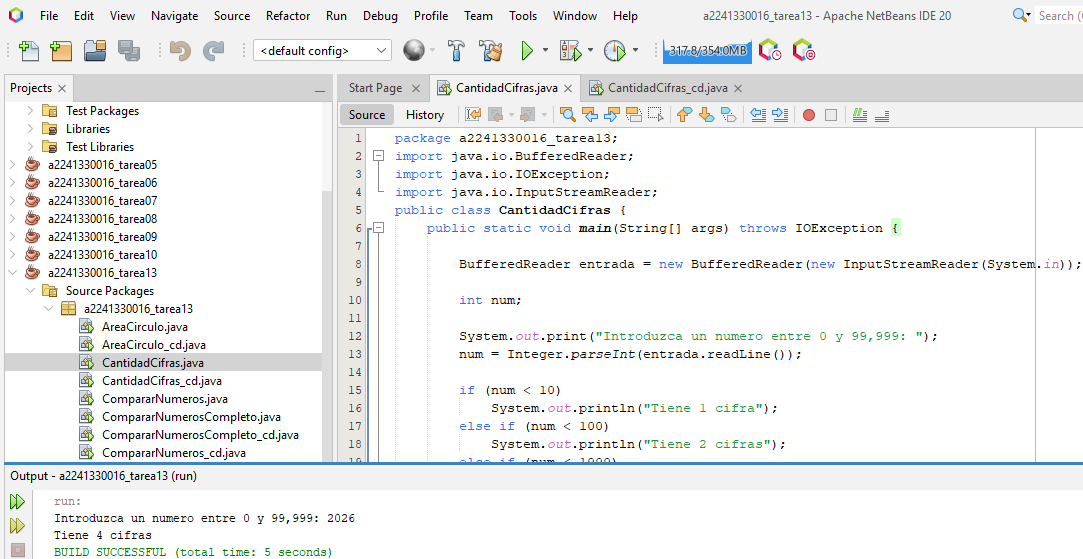 File Edit View Navigate Source Refactor Run Debug Profile Team Tools Window Help a2241330016_tarea13 - Apache NetBeans IDE 20 Search (
<default config> 317.8/354.0MB
Projects
Test Packages
Libraries
Test Libraries
a2241330016_tarea05
a2241330016_tarea06
a2241330016_tarea07
a2241330016_tarea08
a2241330016_tarea09
a2241330016_tarea10
a2241330016_tarea13
Source Packages
a2241330016_tarea13
AreaCirculo.java
AreaCirculo_cd.java
CantidadCifras.java
CantidadCifras_cd.java
CompararNumeros.java
CompararNumerosCompleto.java
CompararNumerosCompleto_cd.java
CompararNumeros_cd.java
Start Page CantidadCifras.java CantidadCifras_cd.java
Source History
1 package a2241330016_tarea13;
2 import java.io.BufferedReader;
3 import java.io.IOException;
4 import java.io.InputStreamReader;
5 public class CantidadCifras {
6 public static void main(String[] args) throws IOException {
7
8 BufferedReader entrada = new BufferedReader(new InputStreamReader(System.in));
9
10 int num;
11
12 System.out.print("Introduzca un numero entre 0 y 99,999: ");
13 num = Integer.parseInt(entrada.readLine());
14
15 if (num < 10)
16 System.out.println("Tiene 1 cifra");
17 else if (num < 100)
18 System.out.println("Tiene 2 cifras");
19 else if (num < 1000)
Output - a2241330016_tarea13 (run)
run:
Introduzca un numero entre 0 y 99,999: 2026
Tiene 4 cifras
BUILD SUCCESSFUL (total time: 5 seconds)